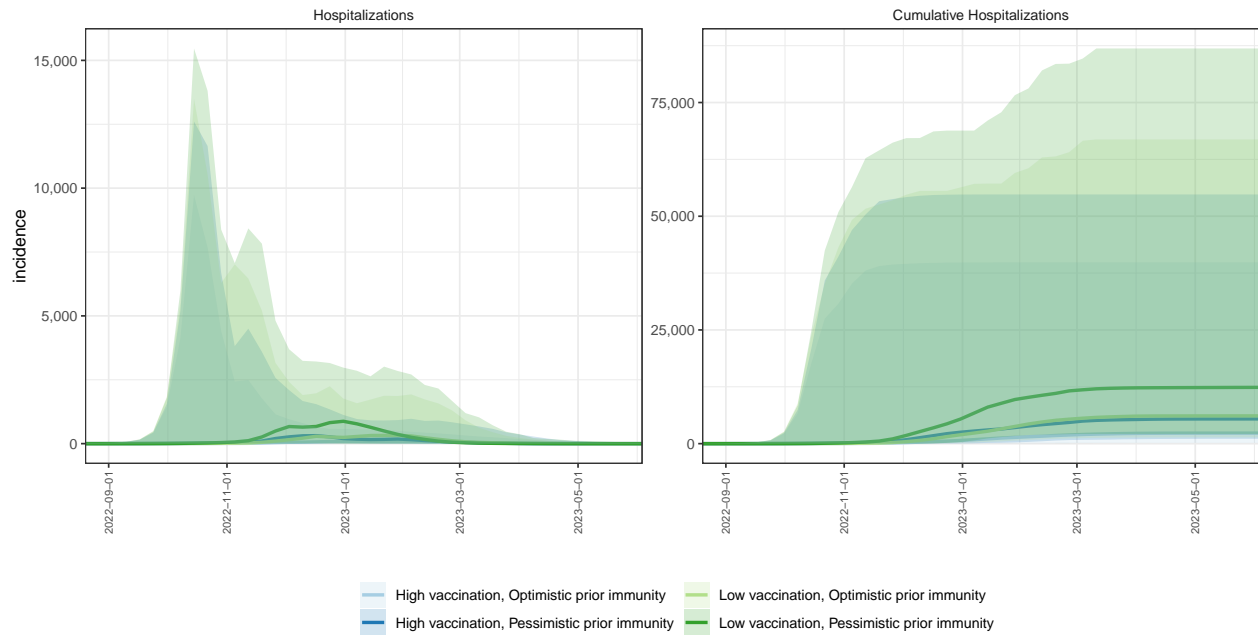 Hospitalizations
Cumulative Hospitalizations
incidence
15,000
10,000
5,000
0
75,000
50,000
25,000
0
2022−09−01
2022−11−01
2023−01−01
2023−03−01
2023−05−01
2022−09−01
2022−11−01
2023−01−01
2023−03−01
2023−05−01
High vaccination, Optimistic prior immunity
Low vaccination, Optimistic prior immunity
High vaccination, Pessimistic prior immunity
Low vaccination, Pessimistic prior immunity